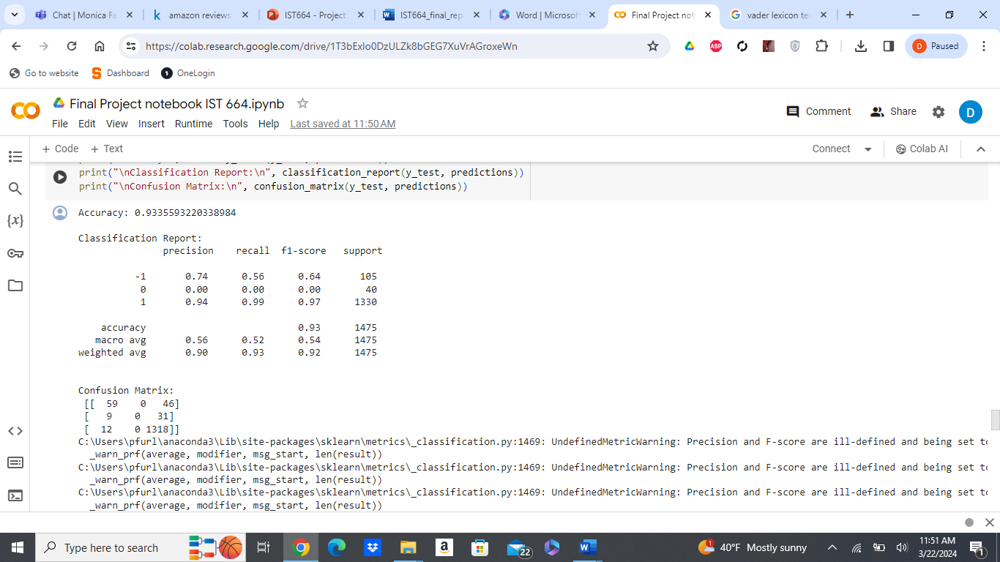 Chat | Monica Fa
amazon reviews
IST664 - Project
IST664_final_rep
Word | Microsof
Final Project not
vader lexicon te
https://colab.research.google.com/drive/1T3bExlo0DzULZk8bGEG7XuVrAGroxeWn
ABP
D Paused
Go to website
Dashboard
1 OneLogin
Final Project notebook IST 664.ipynb
Comment
Share
D
File Edit View Insert Runtime Tools Help Last saved at 11:50 AM
+ Code + Text
Connect
Colab AI
print("\nClassification Report:\n", classification_report(y_test, predictions))
print("\nConfusion Matrix:\n", confusion_matrix(y_test, predictions))
Accuracy: 0.9335593220338984
Classification Report:
precision recall f1-score support
-1 0.74 0.56 0.64 105
0 0.00 0.00 0.00 40
1 0.94 0.99 0.97 1330
accuracy 0.93 1475
macro avg 0.56 0.52 0.54 1475
weighted avg 0.90 0.93 0.92 1475
Confusion Matrix:
[[ 59 0 46]
[ 9 0 31]
[ 12 0 1318]]
C:\Users\pfurl\anaconda3\Lib\site-packages\sklearn\metrics\_classification.py:1469: UndefinedMetricWarning: Precision and F-score are ill-defined and being set to
_warn_prf(average, modifier, msg_start, len(result))
C:\Users\pfurl\anaconda3\Lib\site-packages\sklearn\metrics\_classification.py:1469: UndefinedMetricWarning: Precision and F-score are ill-defined and being set to
_warn_prf(average, modifier, msg_start, len(result))
C:\Users\pfurl\anaconda3\Lib\site-packages\sklearn\metrics\_classification.py:1469: UndefinedMetricWarning: Precision and F-score are ill-defined and being set to
_warn_prf(average, modifier, msg_start, len(result))
Type here to search
22
1
40°F Mostly sunny
11:51 AM
3/22/2024
1